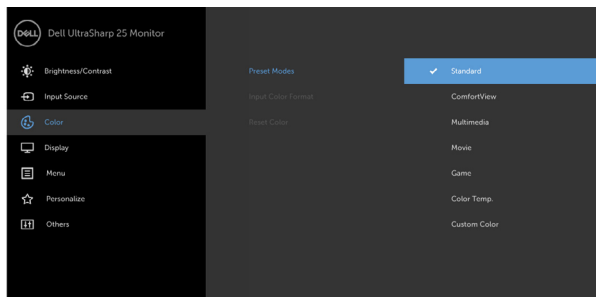 DELL Dell UltraSharp 25 Monitor
Brightness/Contrast
Input Source
Color
Display
Menu
Personalize
Others
Preset Modes
Input Color Format
Reset Color
Standard
ComfortView
Multimedia
Movie
Game
Color Temp.
Custom Color